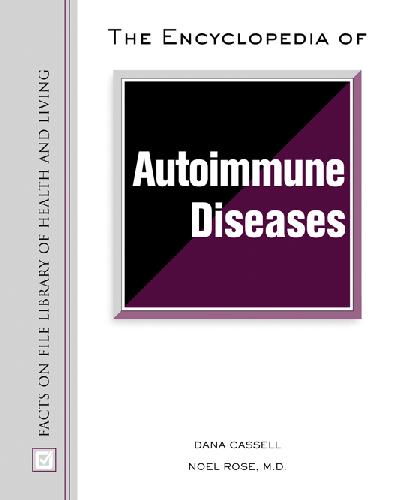 THE ENCYCLOPEDIA OF
Autoimmune
Diseases
DANA CASSELL
NOEL ROSE, M.D.
FACTS ON FILE LIBRARY OF HEALTH AND LIVING